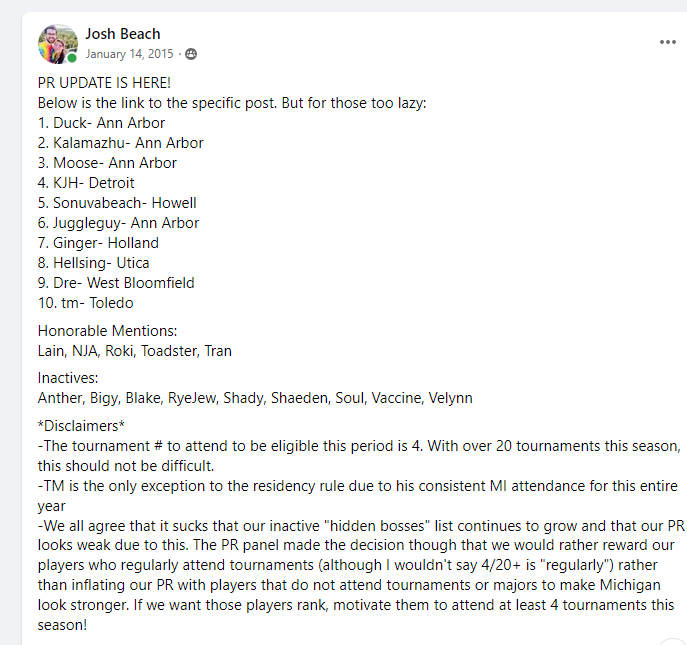 Josh Beach
January 14, 2015 ·
PR UPDATE IS HERE!
Below is the link to the specific post. But for those too lazy:
1. Duck- Ann Arbor
2. Kalamazhu- Ann Arbor
3. Moose- Ann Arbor
4. KJH- Detroit
5. Sonuvabeach- Howell
6. Juggleguy- Ann Arbor
7. Ginger- Holland
8. Hellsing- Utica
9. Dre- West Bloomfield
10. tm- Toledo
Honorable Mentions:
Lain, NJA, Roki, Toadster, Tran
Inactives:
Anther, Bigy, Blake, RyeJew, Shady, Shaeden, Soul, Vaccine, Velynn
*Disclaimers*
-The tournament # to attend to be eligible this period is 4. With over 20 tournaments this season,
this should not be difficult.
-TM is the only exception to the residency rule due to his consistent MI attendance for this entire
year
-We all agree that it sucks that our inactive "hidden bosses" list continues to grow and that our PR
looks weak due to this. The PR panel made the decision though that we would rather reward our
players who regularly attend tournaments (although I wouldn't say 4/20+ is "regularly") rather
than inflating our PR with players that do not attend tournaments or majors to make Michigan
look stronger. If we want those players rank, motivate them to attend at least 4 tournaments this
season!